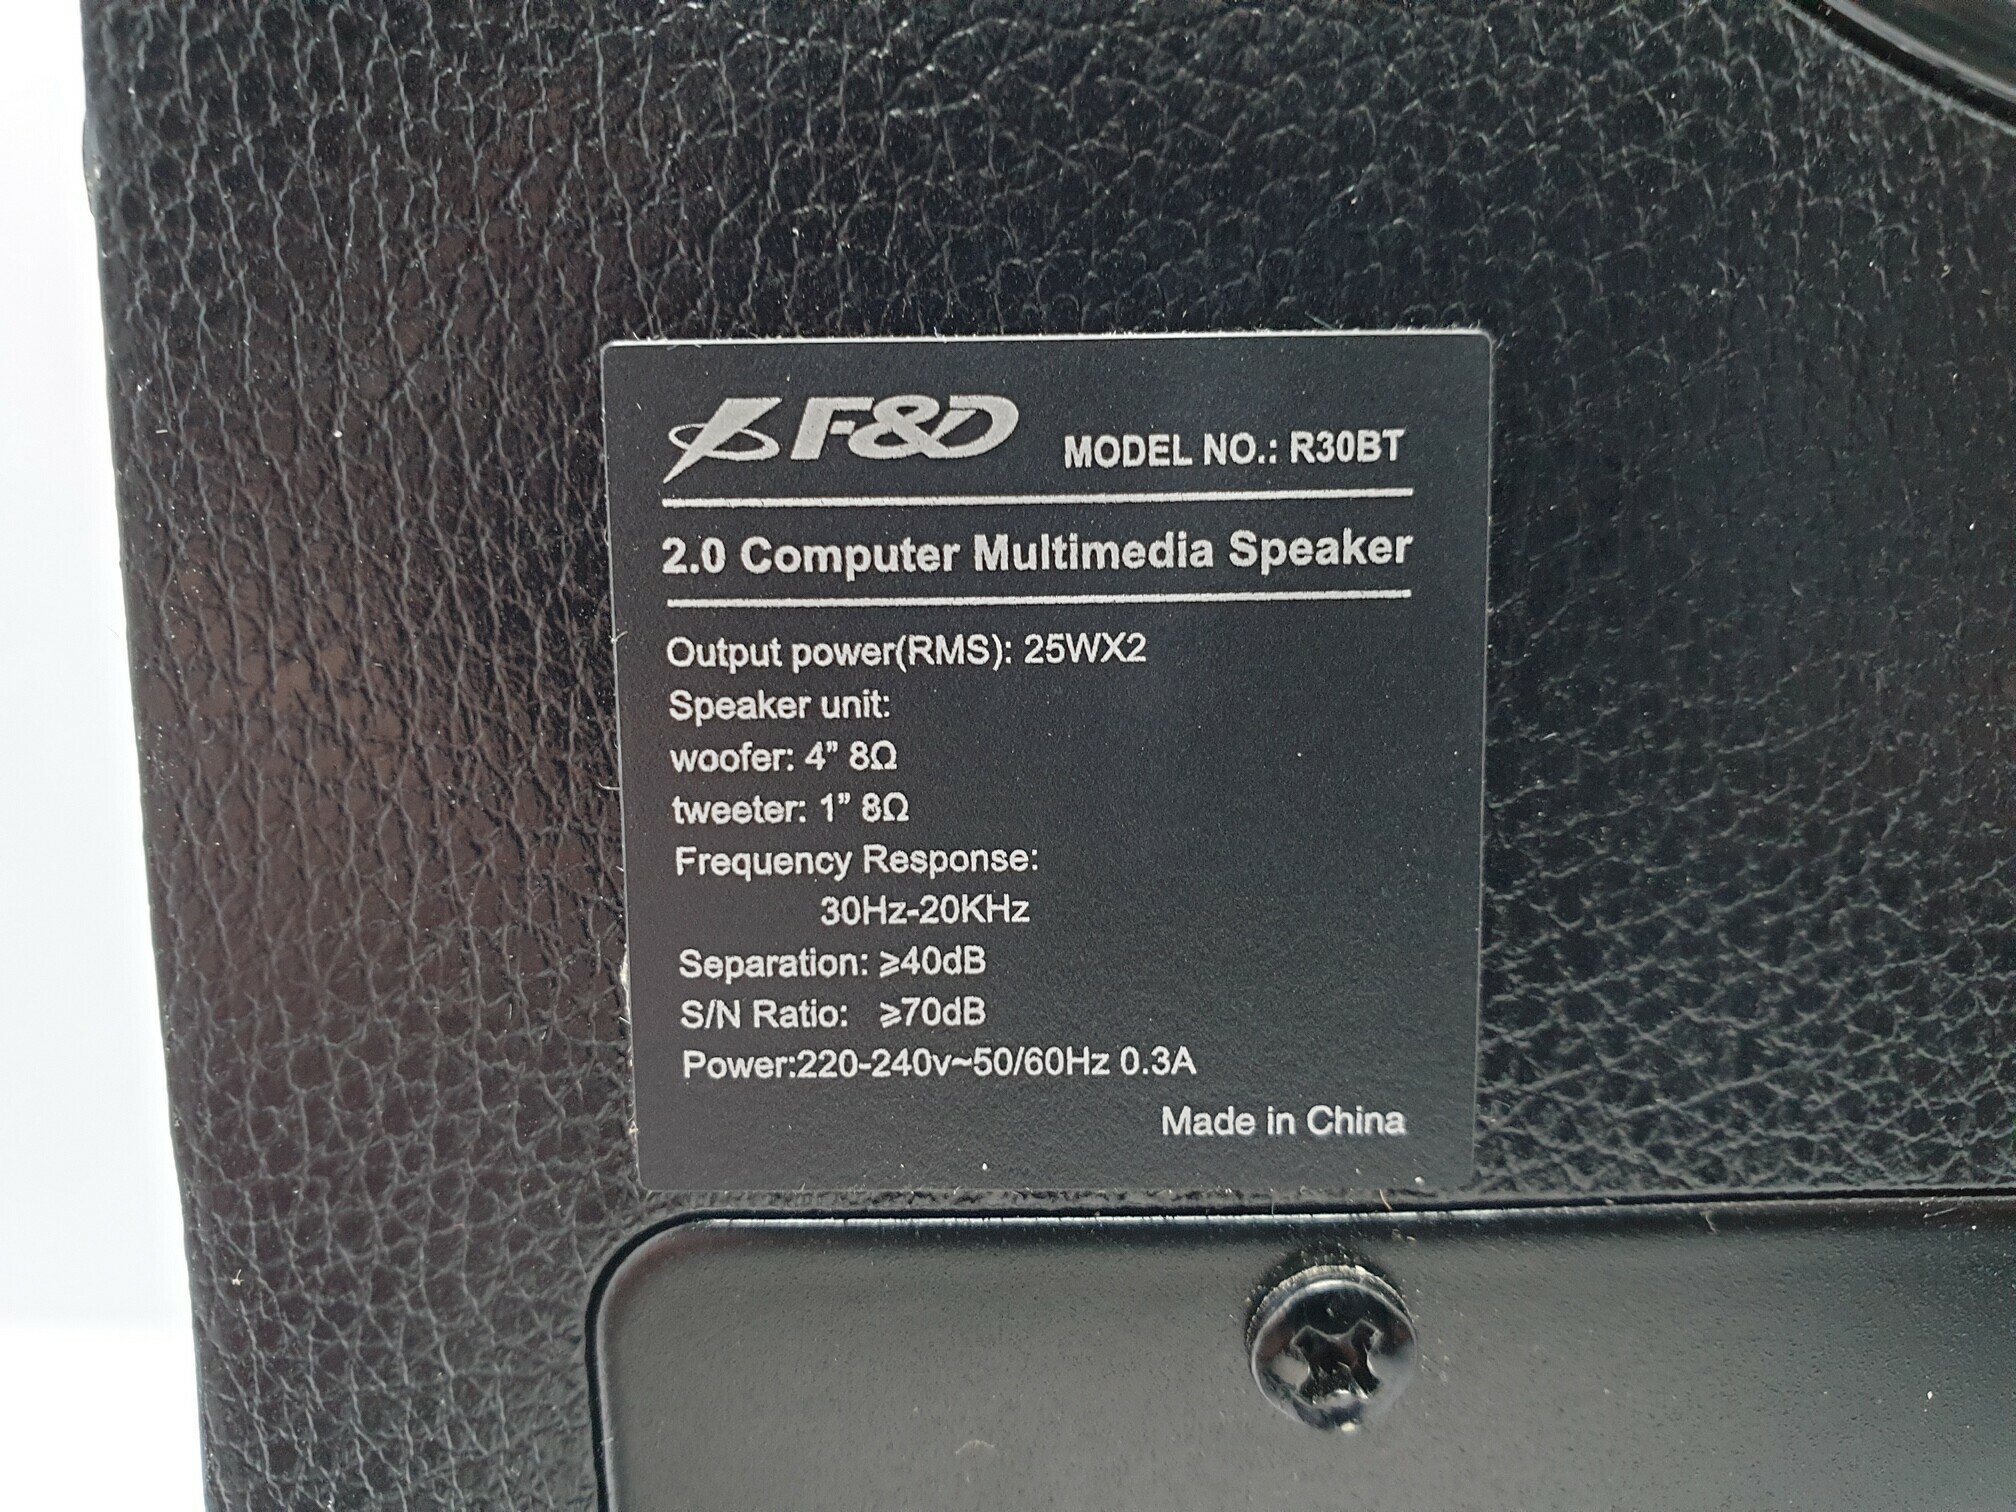 F&D MODEL NO.: R30BT
2.0 Computer Multimedia Speaker
Output power(RMS): 25WX2
Speaker unit:
woofer: 4” 8Ω
tweeter: 1” 8Ω
Frequency Response:
30Hz-20KHz
Separation: ⩾40dB
S/N Ratio: ⩾70dB
Power:220-240v~50/60Hz 0.3A
Made in China